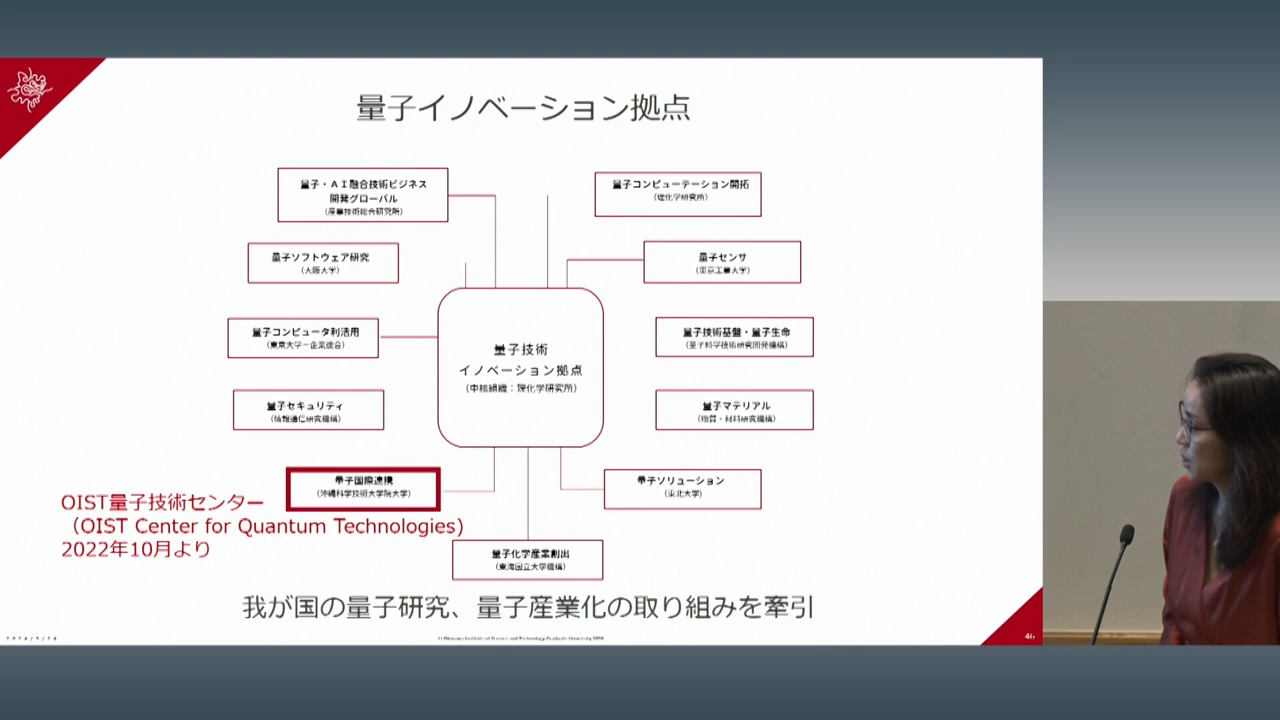 量子イノベーション拠点
量子・AI融合技術ビジネス
開発グローバル
(産業技術総合研究所)
量子コンピューテーション開拓
(理化学研究所)
量子ソフトウェア研究
(大阪大学)
量子センサ
(東京工業大学)
量子コンピュータ利活用
(東京大学－企業連合)
量子技術
イノベーション拠点
(中核組織：理化学研究所)
量子技術基盤・量子生命
(量子科学技術研究開発機構)
量子セキュリティ
(情報通信研究機構)
量子マテリアル
(物質・材料研究機構)
量子国際連携
(沖縄科学技術大学院大学)
量子ソリューション
(東北大学)
OIST量子技術センター
（OIST Center for Quantum Technologies)
2022年10月より
量子化学産業創出
(東海国立大学機構)
我が国の量子研究、量子産業化の取り組みを牽引
46